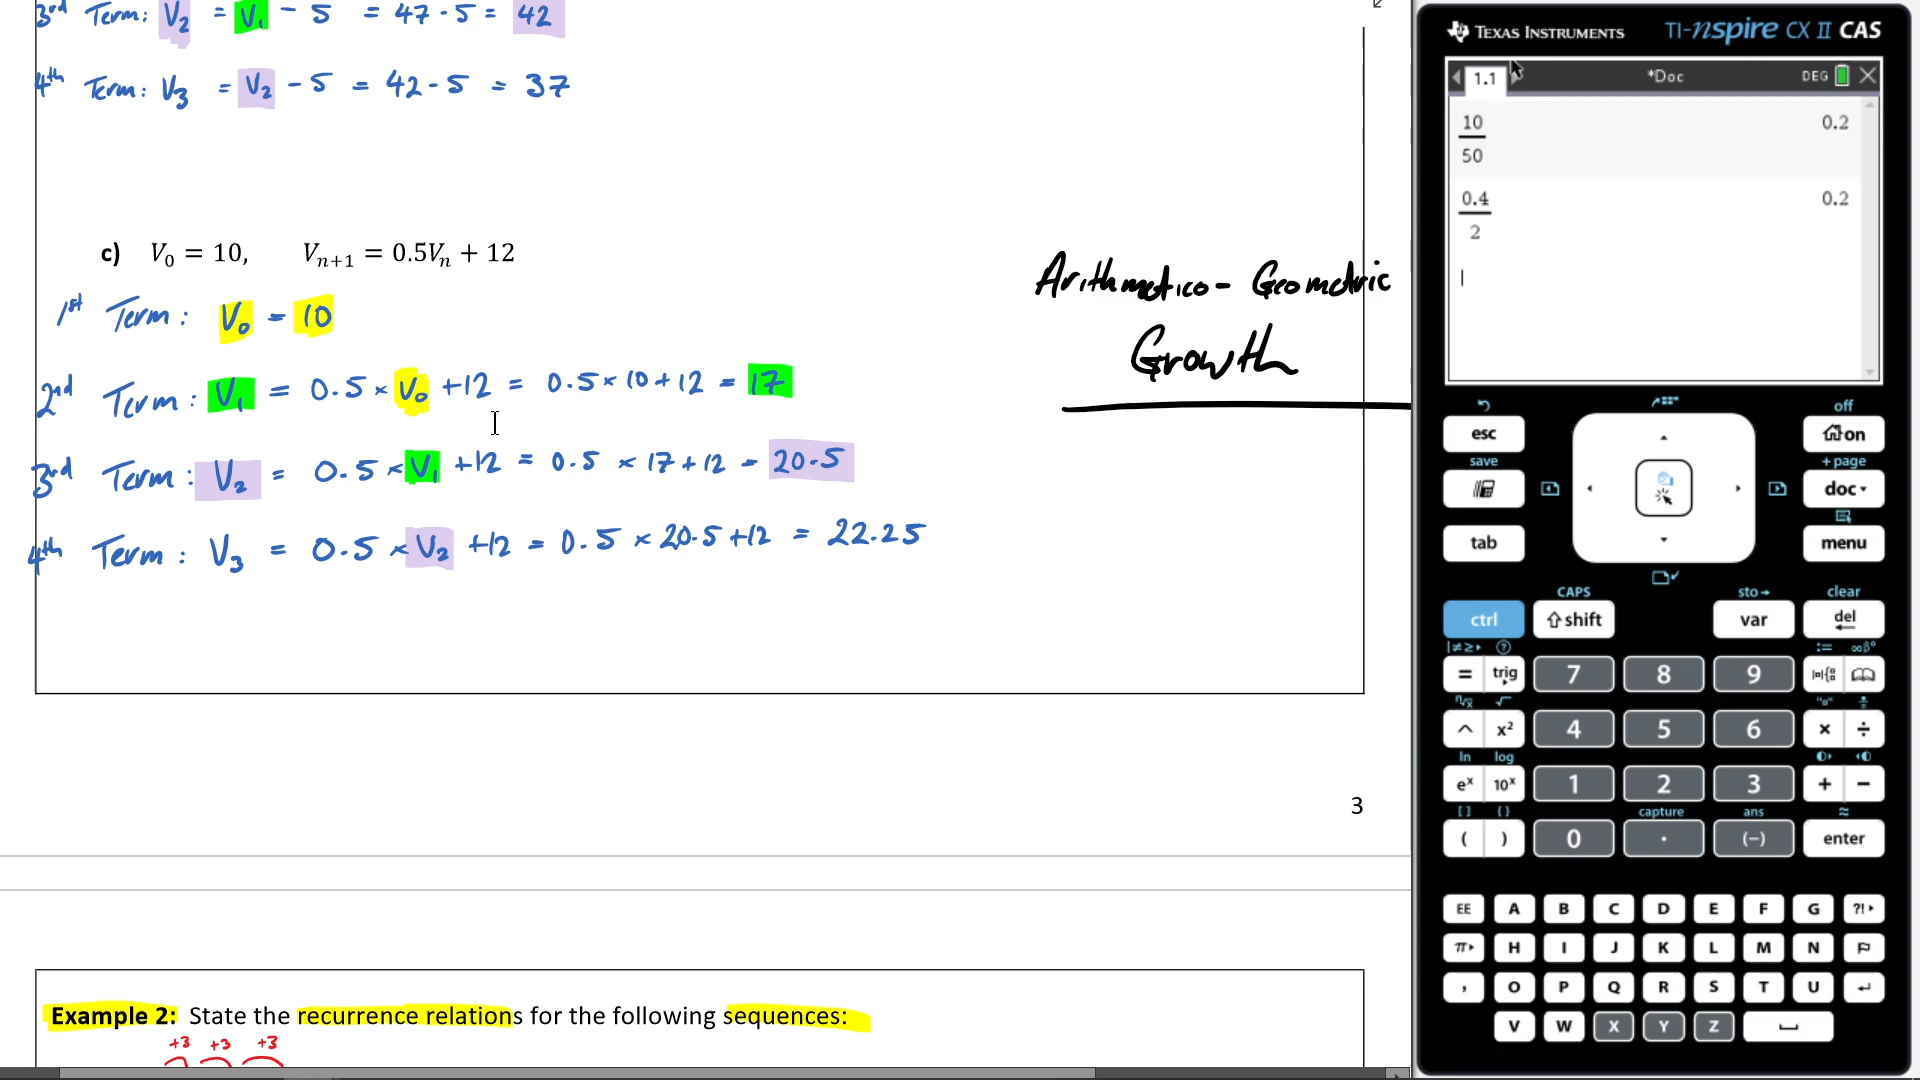 3rd Term: V2 = V1 - 5 = 47 - 5 = 42
4th Term: V3 = V2 - 5 = 42 - 5 = 37
c) V₀ = 10, Vₙ₊₁ = 0.5Vₙ + 12
1st Term: V0 = 10
2nd Term: V1 = 0.5 × V0 + 12 = 0.5 × 10 + 12 = 17
3rd Term: V2 = 0.5 × V1 + 12 = 0.5 × 17 + 12 = 20.5
4th Term: V3 = 0.5 × V2 + 12 = 0.5 × 20.5 + 12 = 22.25
Arithmetico - Geometric
Growth
3
Example 2: State the recurrence relations for the following sequences:
+3 +3 +3
TEXAS INSTRUMENTS TI-nspire CX II CAS
1.1 *Doc DEG
10/50 0.2
0.4/2 0.2
off
esc on
save +page
doc
tab menu
CAPS sto→ clear
ctrl shift var del
|≠≥▸ ? := ∞β°
= trig 7 8 9
ⁿ√x √ "▫"
^ x² 4 5 6 × ÷
ln log
eˣ 10ˣ 1 2 3 + −
[ ] { } capture ans ≈
( ) 0 . (−) enter
EE A B C D E F G ?!▸
π▸ H I J K L M N
, O P Q R S T U ↵
V W X Y Z